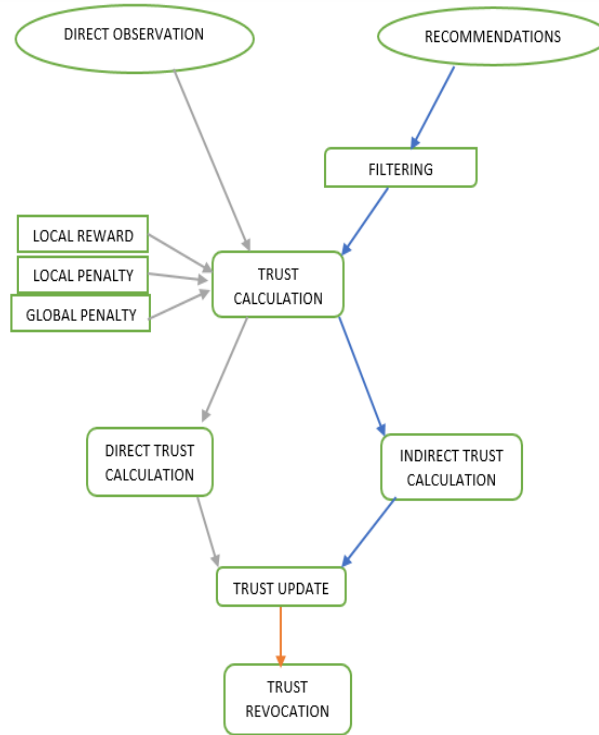 DIRECT OBSERVATION
RECOMMENDATIONS
FILTERING
LOCAL REWARD
LOCAL PENALTY
GLOBAL PENALTY
TRUST
CALCULATION
DIRECT TRUST
CALCULATION
INDIRECT TRUST
CALCULATION
TRUST UPDATE
TRUST
REVOCATION